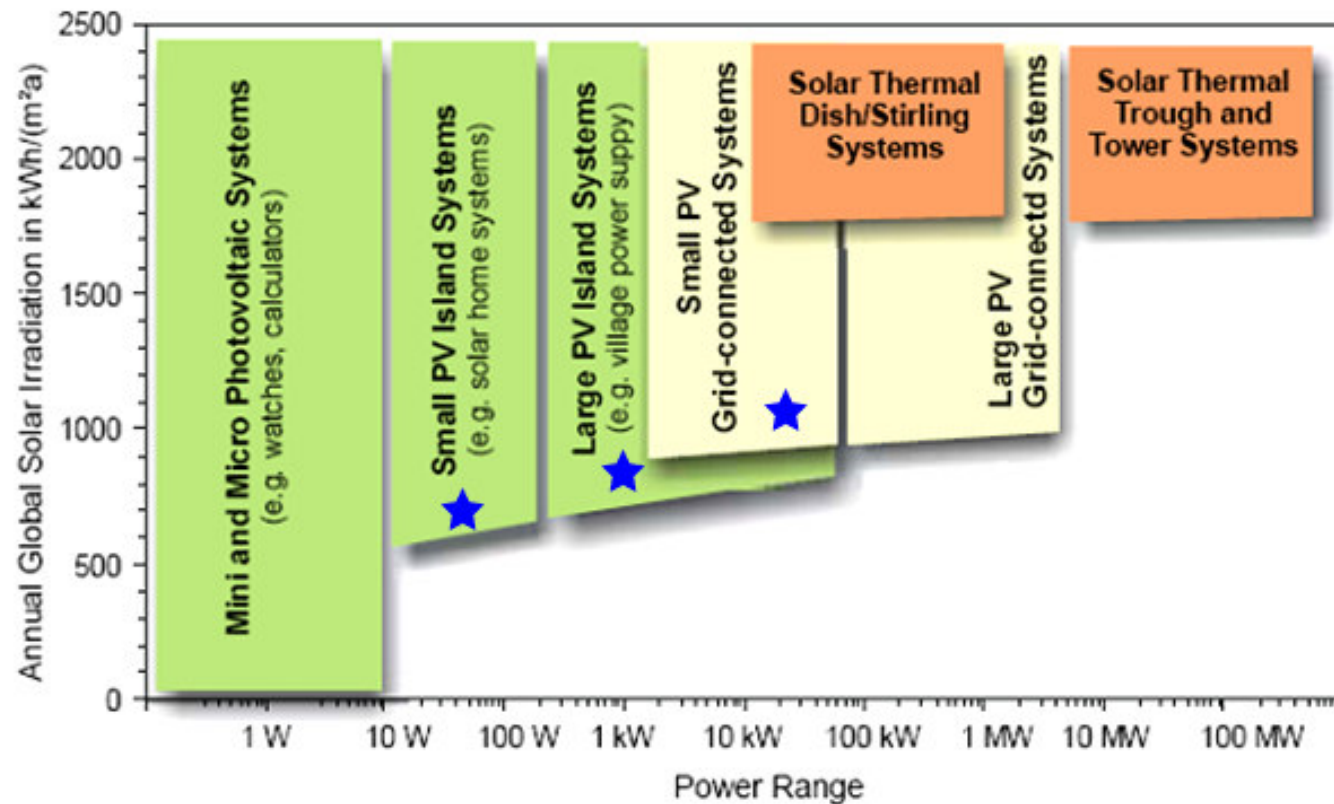 Annual Global Solar Irradiation in kWh/(m²a)
2500
2000
1500
1000
500
0
Mini and Micro Photovoltaic Systems
(e.g. watches, calculators)
Small PV Island Systems
(e.g. solar home systems)
Large PV Island Systems
(e.g. village power suppy)
Small PV
Grid-connected Systems
Solar Thermal
Dish/Stirling
Systems
Large PV
Grid-connectd Systems
Solar Thermal
Trough and
Tower Systems
1 W
10 W
100 W
1 kW
10 kW
100 kW
1 MW
10 MW
100 MW
Power Range